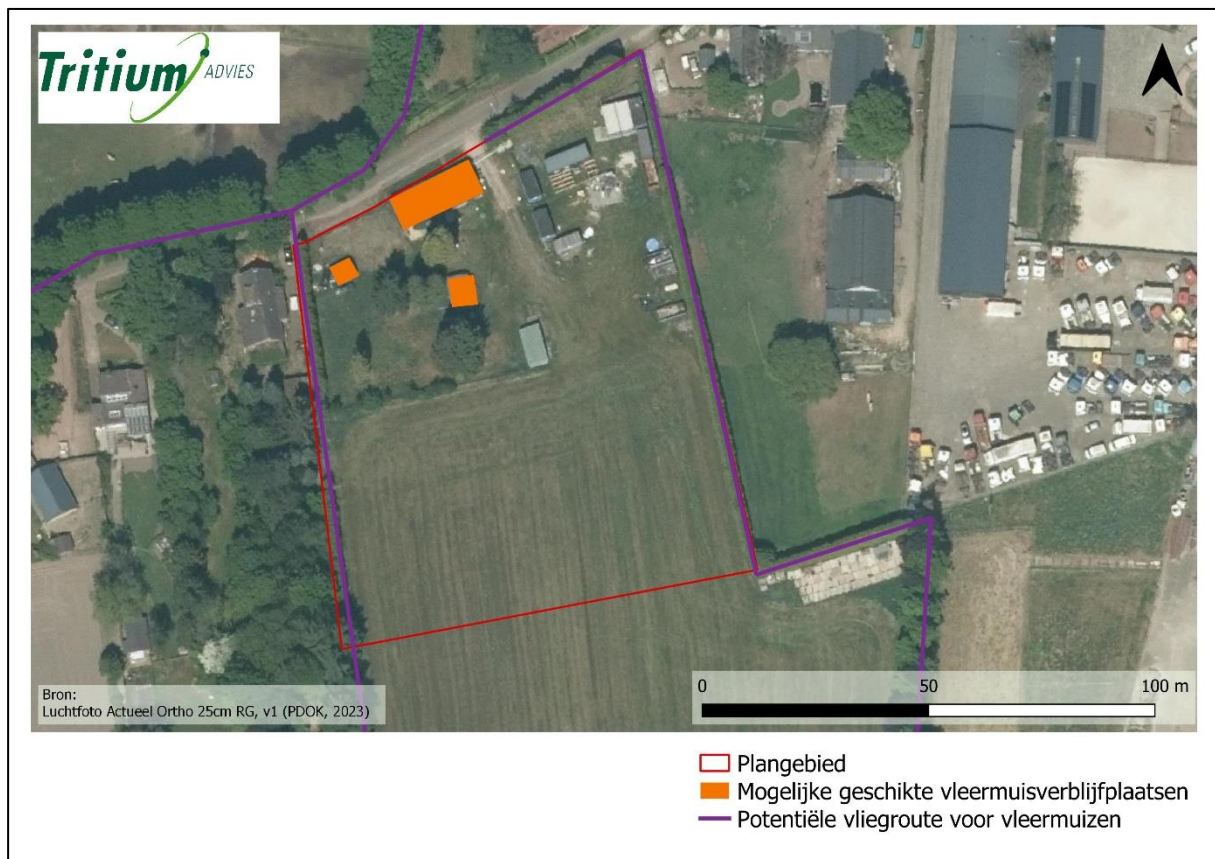 Tritium ADVIES
Bron:
Luchtfoto Actueel Ortho 25cm RG, v1 (PDOK, 2023)
0 50 100 m
Plangebied
Mogelijke geschikte vleermuisverblijfplaatsen
Potentiële vliegroute voor vleermuizen